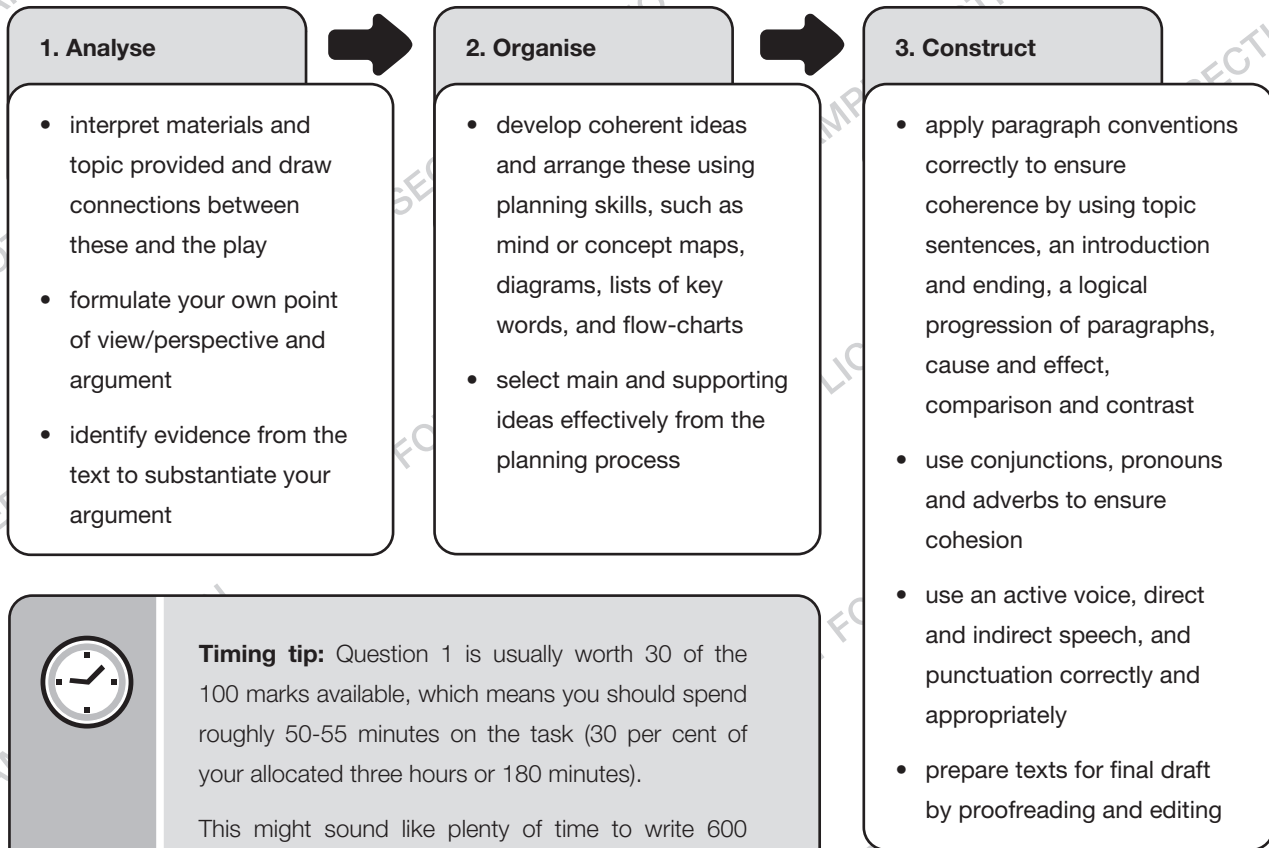 1. Analyse
• interpret materials and
topic provided and draw
connections between
these and the play
• formulate your own point
of view/perspective and
argument
• identify evidence from the
text to substantiate your
argument
2. Organise
• develop coherent ideas
and arrange these using
planning skills, such as
mind or concept maps,
diagrams, lists of key
words, and flow-charts
• select main and supporting
ideas effectively from the
planning process
3. Construct
• apply paragraph conventions
correctly to ensure
coherence by using topic
sentences, an introduction
and ending, a logical
progression of paragraphs,
cause and effect,
comparison and contrast
• use conjunctions, pronouns
and adverbs to ensure
cohesion
• use an active voice, direct
and indirect speech, and
punctuation correctly and
appropriately
• prepare texts for final draft
by proofreading and editing
Timing tip: Question 1 is usually worth 30 of the
100 marks available, which means you should spend
roughly 50-55 minutes on the task (30 per cent of
your allocated three hours or 180 minutes).
This might sound like plenty of time to write 600